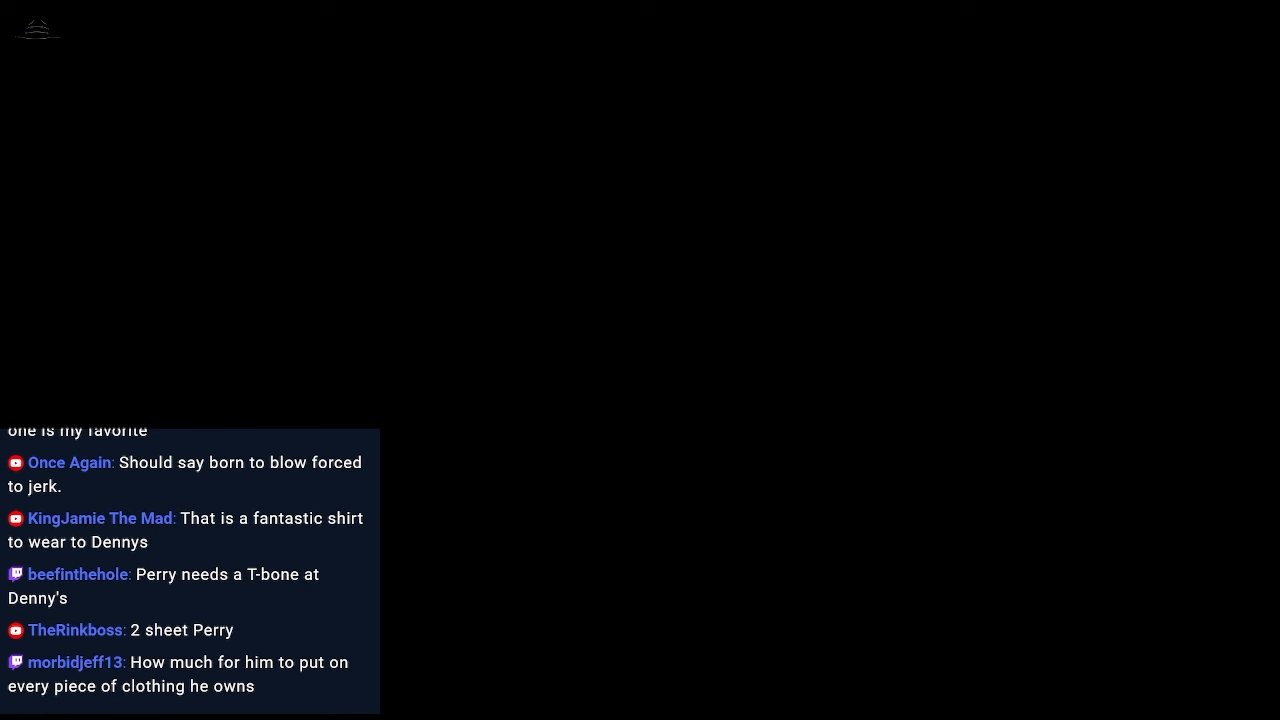 one is my favorite
Once Again: Should say born to blow forced
to jerk.
KingJamie The Mad: That is a fantastic shirt
to wear to Dennys
beefinthehole: Perry needs a T-bone at
Denny's
TheRinkboss: 2 sheet Perry
morbidjeff13: How much for him to put on
every piece of clothing he owns